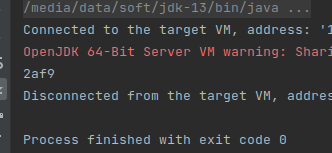 /media/data/soft/jdk-13/bin/java ...
Connected to the target VM, address: '1
OpenJDK 64-Bit Server VM warning: Shari
2af9
Disconnected from the target VM, addres
Process finished with exit code 0